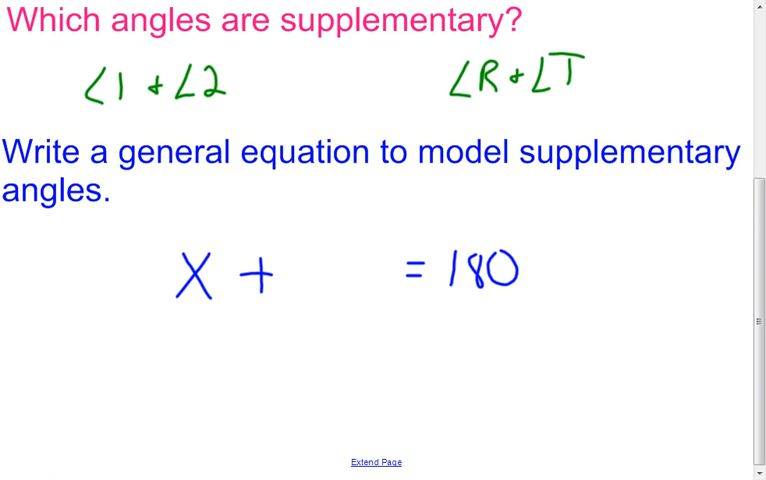 Which angles are supplementary?
∠1 + ∠2 ∠R + ∠T
Write a general equation to model supplementary
angles.
X + = 180
Extend Page